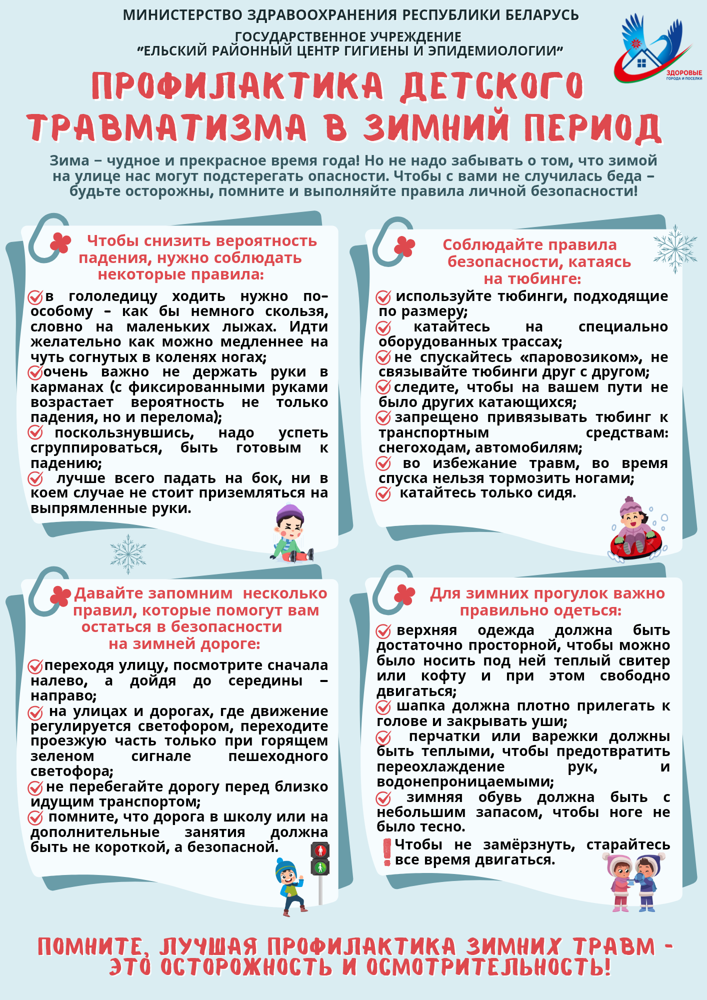 МИНИСТЕРСТВО ЗДРАВООХРАНЕНИЯ РЕСПУБЛИКИ БЕЛАРУСЬ
ГОСУДАРСТВЕННОЕ УЧРЕЖДЕНИЕ
“ЕЛЬСКИЙ РАЙОННЫЙ ЦЕНТР ГИГИЕНЫ И ЭПИДЕМИОЛОГИИ”
ЗДОРОВЫЕ
ГОРОДА И ПОСЕЛКИ
ПРОФИЛАКТИКА ДЕТСКОГО
ТРАВМАТИЗМА В ЗИМНИЙ ПЕРИОД
Зима – чудное и прекрасное время года! Но не надо забывать о том, что зимой
на улице нас могут подстерегать опасности. Чтобы с вами не случилась беда –
будьте осторожны, помните и выполняйте правила личной безопасности!
Чтобы снизить вероятность
падения, нужно соблюдать
некоторые правила:
в гололедицу ходить нужно по-
особому – как бы немного скользя,
словно на маленьких лыжах. Идти
желательно как можно медленнее на
чуть согнутых в коленях ногах;
очень важно не держать руки в
карманах (с фиксированными руками
возрастает вероятность не только
падения, но и перелома);
поскользнувшись, надо успеть
сгруппироваться, быть готовым к
падению;
лучше всего падать на бок, ни в
коем случае не стоит приземляться на
выпрямленные руки.
Соблюдайте правила
безопасности, катаясь
на тюбинге:
используйте тюбинги, подходящие
по размеру;
катайтесь на специально
оборудованных трассах;
не спускайтесь «паровозиком», не
связывайте тюбинги друг с другом;
следите, чтобы на вашем пути не
было других катающихся;
запрещено привязывать тюбинг к
транспортным средствам:
снегоходам, автомобилям;
во избежание травм, во время
спуска нельзя тормозить ногами;
катайтесь только сидя.
Давайте запомним несколько
правил, которые помогут вам
остаться в безопасности
на зимней дороге:
переходя улицу, посмотрите сначала
налево, а дойдя до середины –
направо;
на улицах и дорогах, где движение
регулируется светофором, переходите
проезжую часть только при горящем
зеленом сигнале пешеходного
светофора;
не перебегайте дорогу перед близко
идущим транспортом;
помните, что дорога в школу или на
дополнительные занятия должна
быть не короткой, а безопасной.
Для зимних прогулок важно
правильно одеться:
верхняя одежда должна быть
достаточно просторной, чтобы можно
было носить под ней теплый свитер
или кофту и при этом свободно
двигаться;
шапка должна плотно прилегать к
голове и закрывать уши;
перчатки или варежки должны
быть теплыми, чтобы предотвратить
переохлаждение рук, и
водонепроницаемыми;
зимняя обувь должна быть с
небольшим запасом, чтобы ноге не
было тесно.
! Чтобы не замёрзнуть, старайтесь
все время двигаться.
ПОМНИТЕ, ЛУЧШАЯ ПРОФИЛАКТИКА ЗИМНИХ ТРАВМ -
ЭТО ОСТОРОЖНОСТЬ И ОСМОТРИТЕЛЬНОСТЬ!